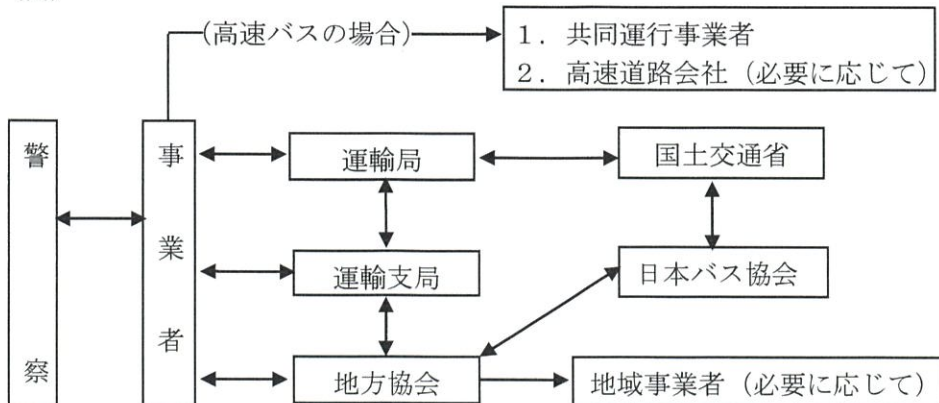 (高速バスの場合)
1．共同運行事業者
2．高速道路会社（必要に応じて）
警察
事業者
運輸局
国土交通省
運輸支局
日本バス協会
地方協会
地域事業者（必要に応じて）